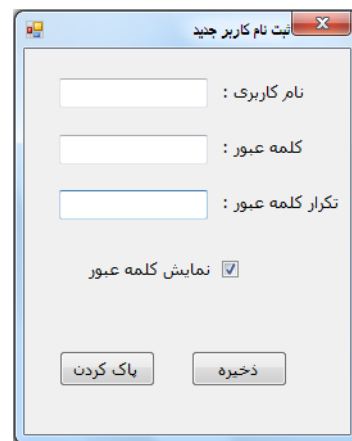 ثبت نام کاربر جدید
نام کاربری :
کلمه عبور :
تکرار کلمه عبور :
نمایش کلمه عبور
ذخیره
پاک کردن